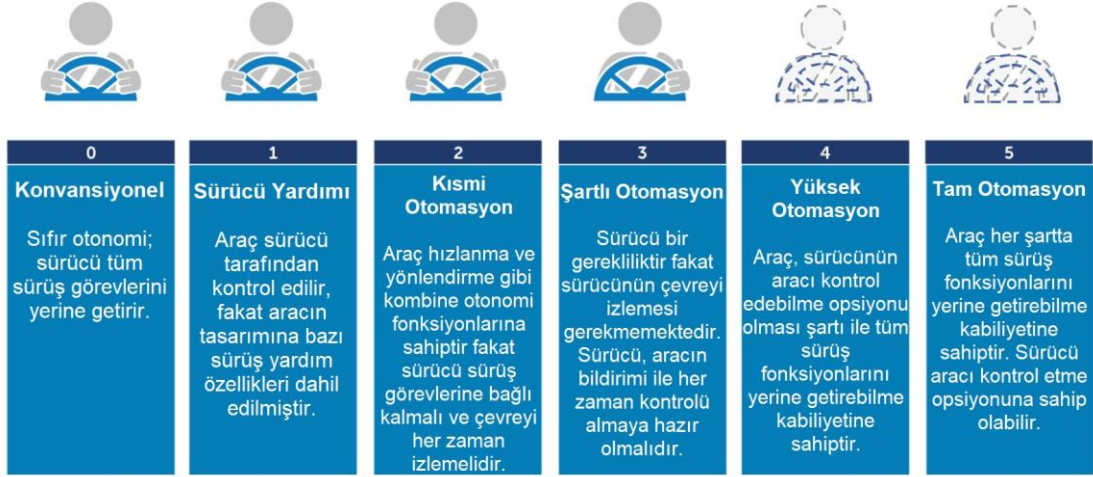 0
Konvansiyonel
Sıfır otonomi;
sürücü tüm
sürüş görevlerini
yerine getirir.
1
Sürücü Yardımı
Araç sürücü
tarafından
kontrol edilir,
fakat aracın
tasarımına bazı
sürüş yardım
özellikleri dahil
edilmiştir.
2
Kısmi
Otomasyon
Araç hızlanma ve
yönlendirme gibi
kombine otonomi
fonksiyonlarına
sahiptir fakat
sürücü sürüş
görevlerine bağlı
kalmalı ve çevreyi
her zaman
izlemelidir.
3
Şartlı Otomasyon
Sürücü bir
gerekliliktir fakat
sürücünün çevreyi
izlemesi
gerekmemektedir.
Sürücü, aracın
bildirimi ile her
zaman kontrolü
almaya hazır
olmalıdır.
4
Yüksek
Otomasyon
Araç, sürücünün
aracı kontrol
edebilme opsiyonu
olması şartı ile tüm
sürüş
fonksiyonlarını
yerine getirebilme
kabiliyetine
sahiptir.
5
Tam Otomasyon
Araç her şartta
tüm sürüş
fonksiyonlarını
yerine getirebilme
kabiliyetine
sahiptir. Sürücü
aracı kontrol etme
opsiyonuna sahip
olabilir.